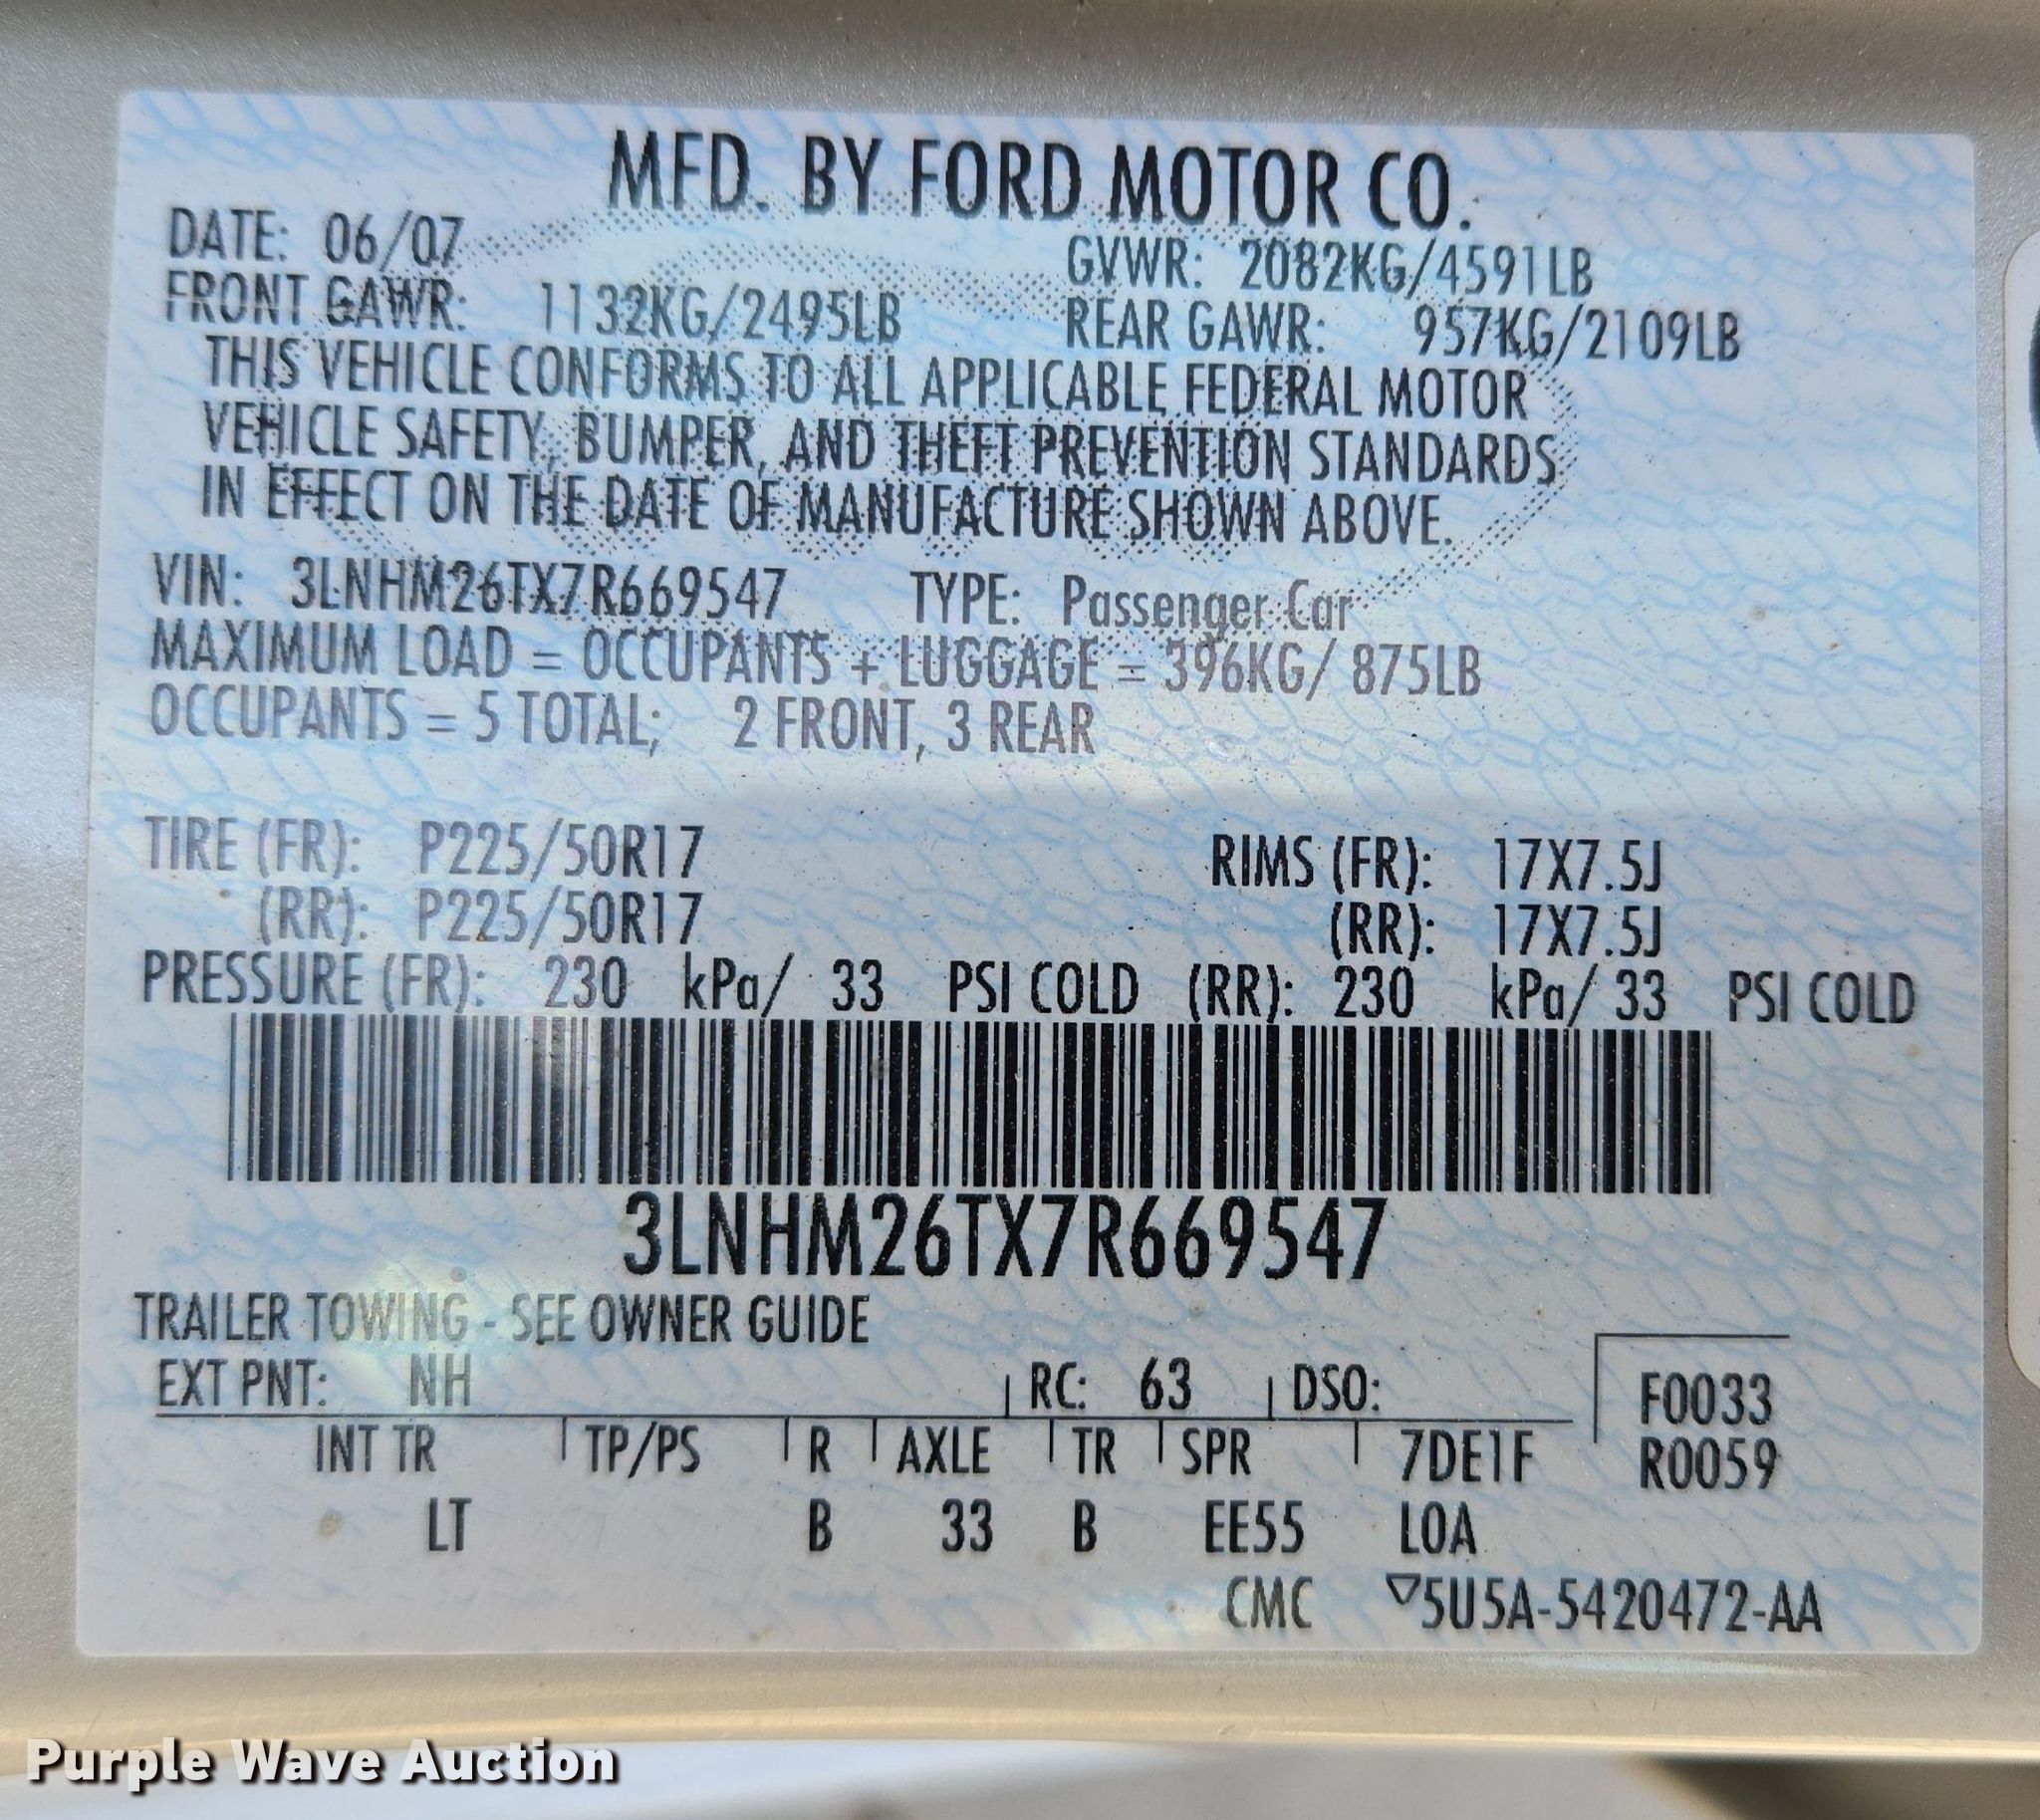 MFD. BY FORD MOTOR CO.
DATE: 06/07 GVWR: 2082KG/4591LB
FRONT GAWR: 1132KG/2495LB REAR GAWR: 957KG/2109LB
THIS VEHICLE CONFORMS TO ALL APPLICABLE FEDERAL MOTOR
VEHICLE SAFETY, BUMPER, AND THEFT PREVENTION STANDARDS
IN EFFECT ON THE DATE OF MANUFACTURE SHOWN ABOVE.
VIN: 3LNHM26TX7R669547 TYPE: Passenger Car
MAXIMUM LOAD = OCCUPANTS + LUGGAGE = 396KG/ 875LB
OCCUPANTS = 5 TOTAL; 2 FRONT, 3 REAR
TIRE (FR): P225/50R17 RIMS (FR): 17X7.5J
(RR): P225/50R17 (RR): 17X7.5J
PRESSURE (FR): 230 kPa/ 33 PSI COLD (RR): 230 kPa/ 33 PSI COLD
3LNHM26TX7R669547
TRAILER TOWING - SEE OWNER GUIDE
EXT PNT: NH RC: 63 DSO: F0033
INT TR TP/PS R AXLE TR SPR 7DE1F R0059
LT B 33 B EE55 LOA
CMC ▽5U5A-5420472-AA
Purple Wave Auction